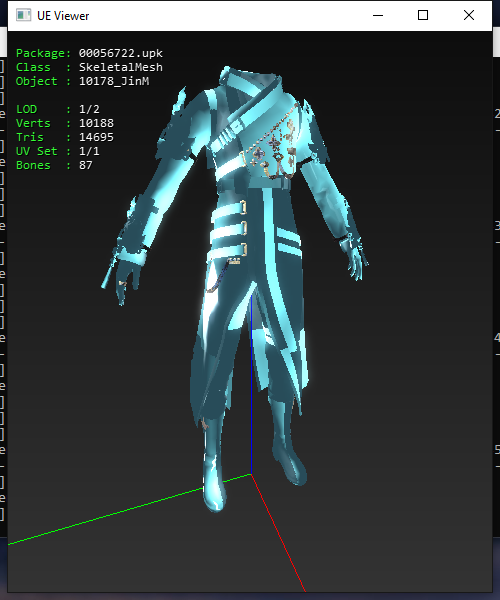 UE Viewer
Package: 00056722.upk
Class  : SkeletalMesh
Object : 10178_JinM
LOD    : 1/2
Verts  : 10188
Tris   : 14695
UV Set : 1/1
Bones  : 87